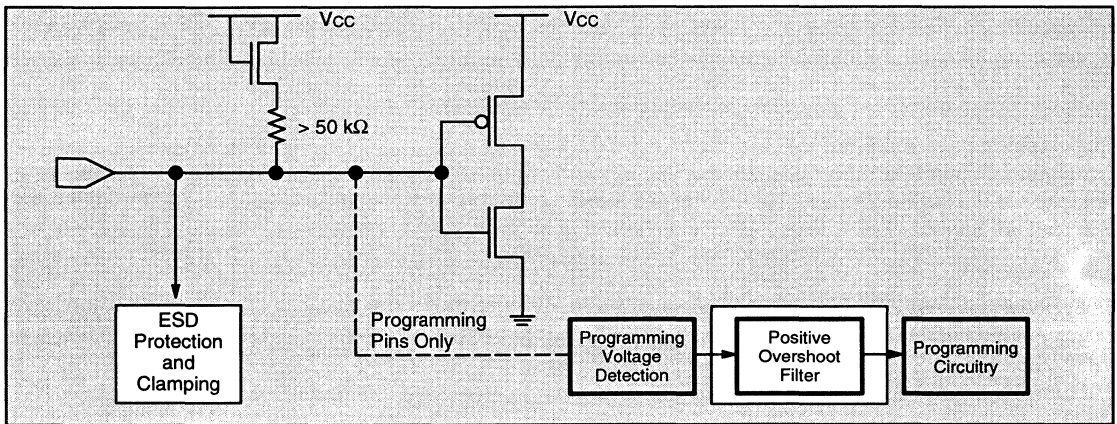 VCC
VCC
> 50 kΩ
ESD
Protection
and
Clamping
Programming
Pins Only
Programming
Voltage
Detection
Positive
Overshoot
Filter
Programming
Circuitry